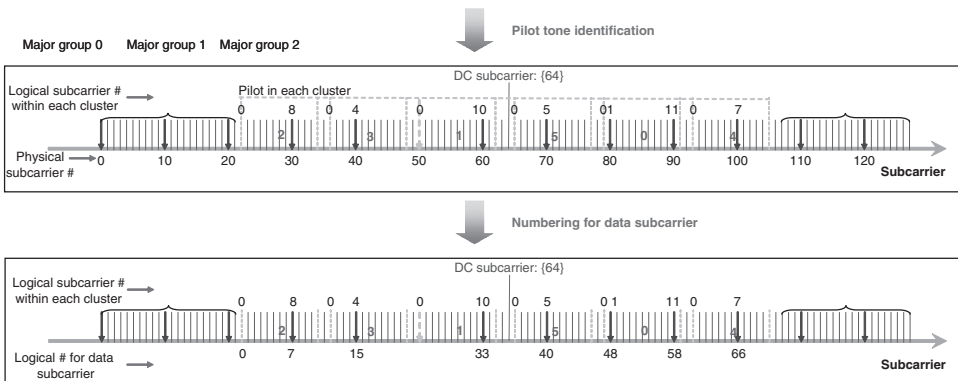 Pilot tone identification
Major group 0 Major group 1 Major group 2
DC subcarrier: {64}
Logical subcarrier #
within each cluster
Pilot in each cluster
0 8 0 4 0 10 0 5 01 11 0 7
2 3 1 5 0 4
Physical
subcarrier #
0 10 20 30 40 50 60 70 80 90 100 110 120
Subcarrier
Numbering for data subcarrier
DC subcarrier: {64}
Logical subcarrier #
within each cluster
0 8 0 4 0 10 0 5 0 1 11 0 7
2 3 1 5 0 4
Logical # for data
subcarrier
0 7 15 33 40 48 58 66
Subcarrier